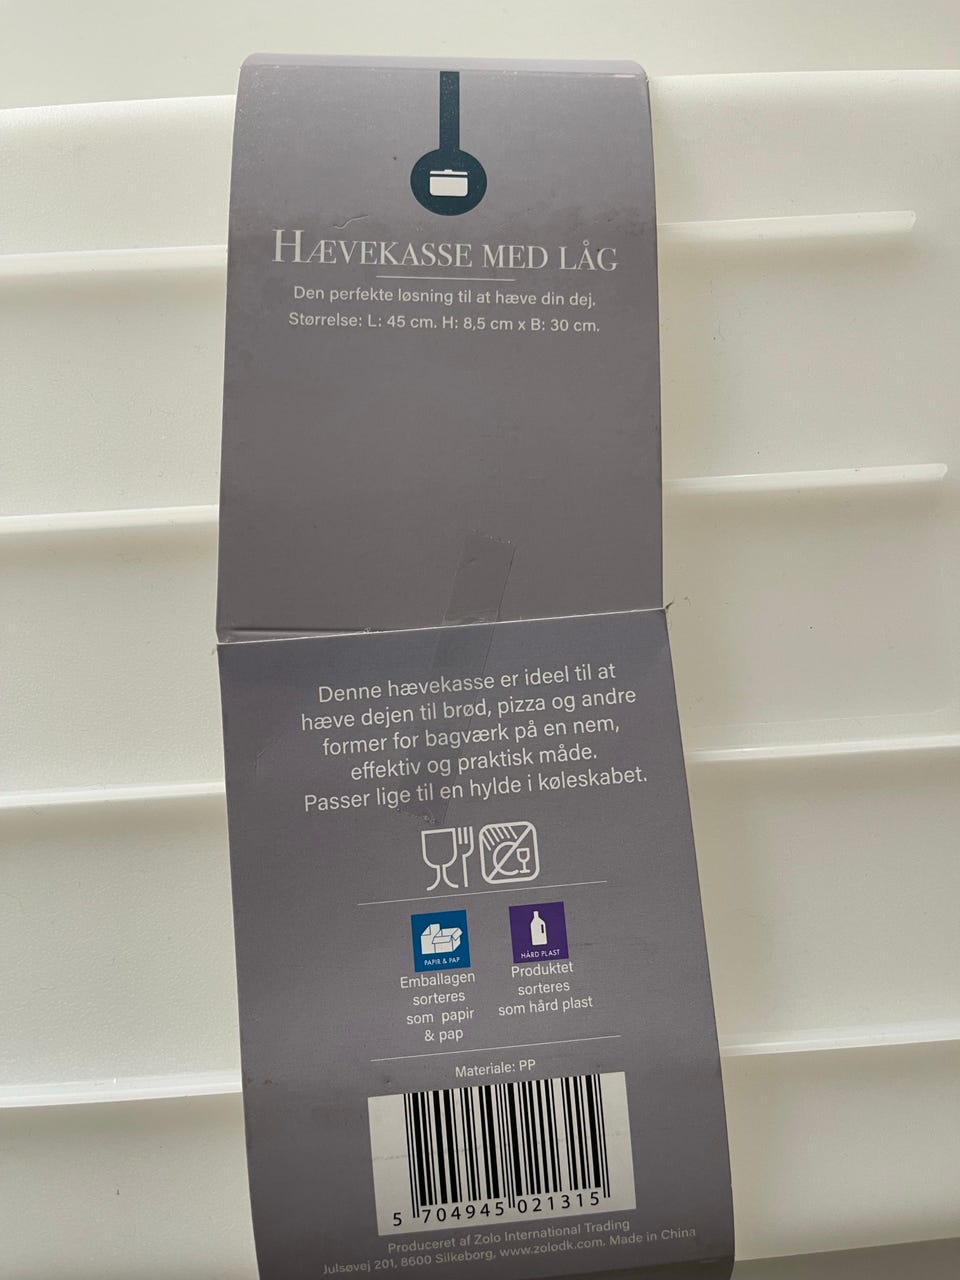 HÆVEKASSE MED LÅG
Den perfekte løsning til at hæve din dej.
Størrelse: L: 45 cm. H: 8,5 cm x B: 30 cm.
Denne hævekasse er ideel til at
hæve dejen til brød, pizza og andre
former for bagværk på en nem,
effektiv og praktisk måde.
Passer lige til en hylde i køleskabet.
PAPIR & PAP
HÅRD PLAST
Emballagen
sorteres
som papir
& pap
Produktet
sorteres
som hård plast
Materiale: PP
5 704945 021315
Produceret af Zolo International Trading
Julsøvej 201, 8600 Silkeborg, www.zolodk.com. Made in China